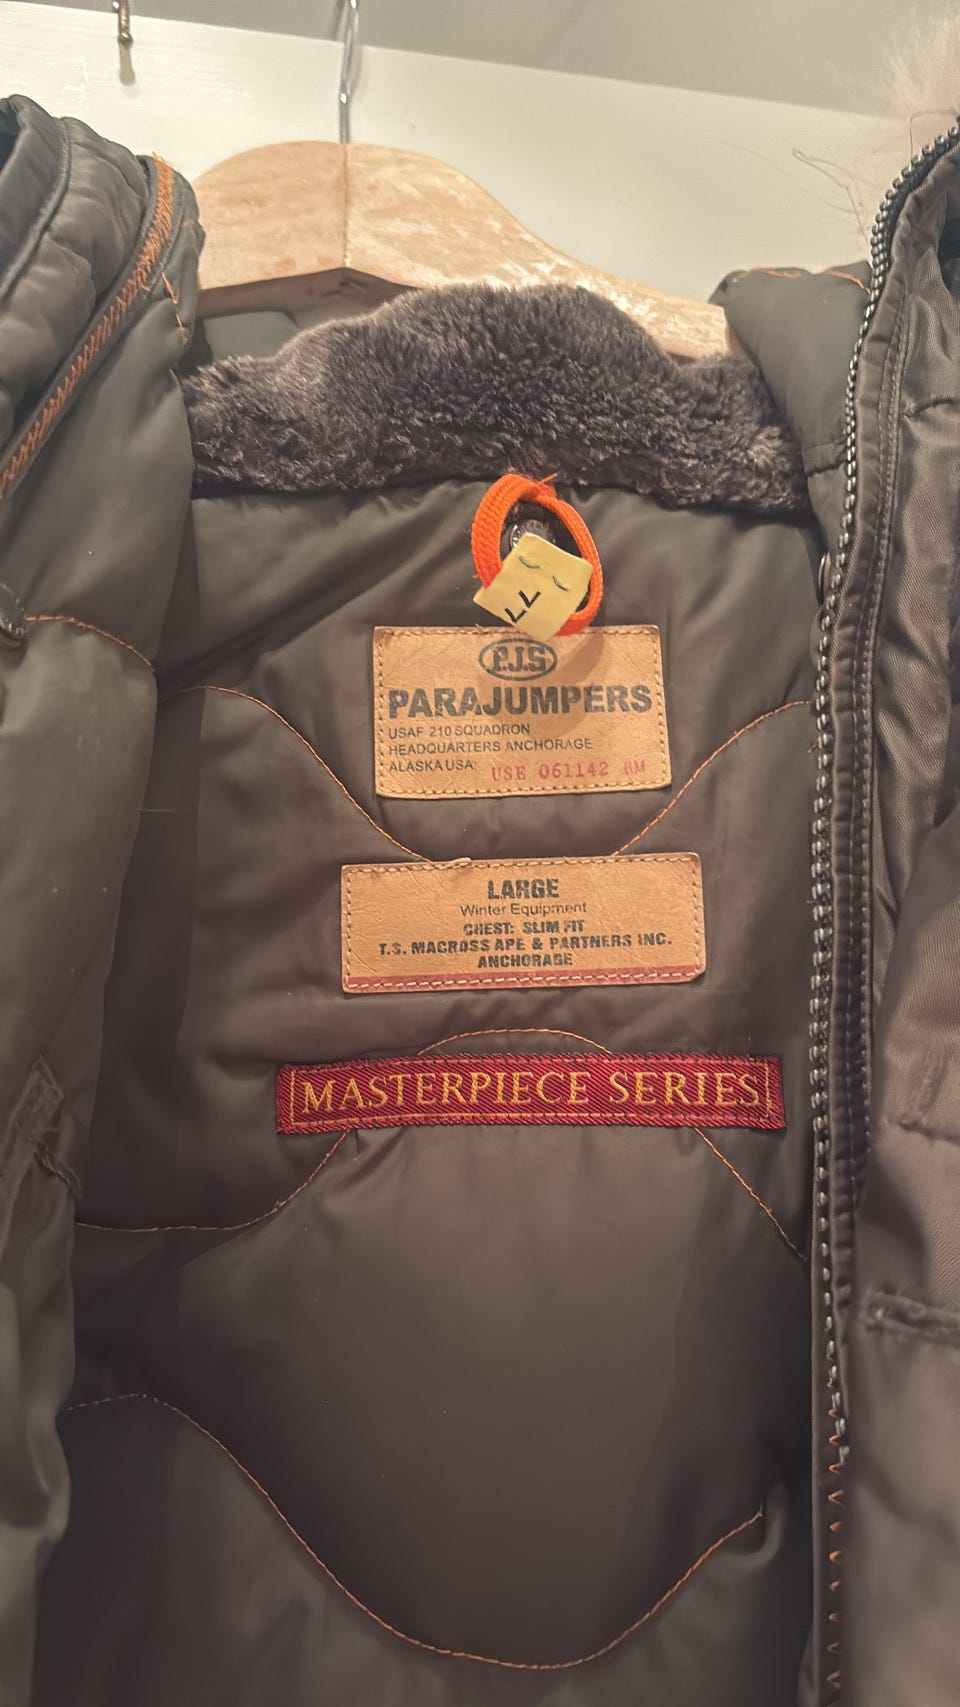 LL
P.J.S
PARAJUMPERS
USAF 210 SQUADRON
HEADQUARTERS ANCHORAGE
ALASKA USA: USE 061142 RM
LARGE
Winter Equipment
CHEST: SLIM FIT
T.S. MACROSS APE & PARTNERS INC.
ANCHORAGE
MASTERPIECE SERIES